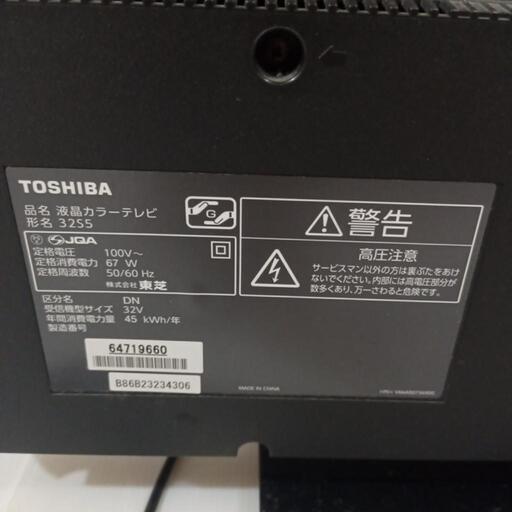 TOSHIBA
品名 液晶カラーテレビ
形名 32S5
G
JQA
定格電圧 100V～
定格消費電力 67 W
定格周波数 50/60 Hz
株式会社 東芝
区分名 DN
受信機型サイズ 32V
年間消費電力量 45 kWh/年
製造番号
64719660
B86B23234306
警告
高圧注意
サービスマン以外の方は裏ぶたをあけ
ないでください。内部には高電圧部分が
数多くあり、万一さわると危険です。
MADE IN CHINA